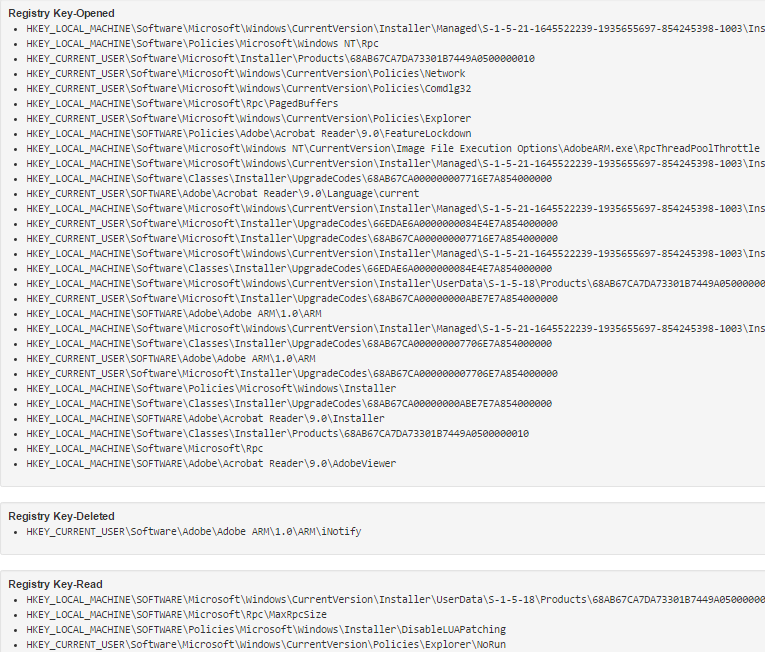 Registry Key-Opened
HKEY_LOCAL_MACHINE\Software\Microsoft\Windows\CurrentVersion\Installer\Managed\S-1-5-21-1645522239-1935655697-854245398-1003\Ins
HKEY_LOCAL_MACHINE\Software\Policies\Microsoft\Windows NT\Rpc
HKEY_CURRENT_USER\Software\Microsoft\Installer\Products\68AB67CA7DA73301B7449A0500000010
HKEY_CURRENT_USER\Software\Microsoft\Windows\CurrentVersion\Policies\Network
HKEY_CURRENT_USER\Software\Microsoft\Windows\CurrentVersion\Policies\Comdlg32
HKEY_LOCAL_MACHINE\Software\Microsoft\Rpc\PagedBuffers
HKEY_CURRENT_USER\Software\Microsoft\Windows\CurrentVersion\Policies\Explorer
HKEY_LOCAL_MACHINE\SOFTWARE\Policies\Adobe\Acrobat Reader\9.0\FeatureLockdown
HKEY_LOCAL_MACHINE\Software\Microsoft\Windows NT\CurrentVersion\Image File Execution Options\AdobeARM.exe\RpcThreadPoolThrottle
HKEY_LOCAL_MACHINE\Software\Microsoft\Windows\CurrentVersion\Installer\Managed\S-1-5-21-1645522239-1935655697-854245398-1003\Ins
HKEY_LOCAL_MACHINE\Software\Classes\Installer\UpgradeCodes\68AB67CA000000007716E7A854000000
HKEY_CURRENT_USER\SOFTWARE\Adobe\Acrobat Reader\9.0\Language\current
HKEY_LOCAL_MACHINE\Software\Microsoft\Windows\CurrentVersion\Installer\Managed\S-1-5-21-1645522239-1935655697-854245398-1003\Ins
HKEY_CURRENT_USER\Software\Microsoft\Installer\UpgradeCodes\66EDAE6A0000000084E4E7A854000000
HKEY_CURRENT_USER\Software\Microsoft\Installer\UpgradeCodes\68AB67CA000000007716E7A854000000
HKEY_LOCAL_MACHINE\Software\Microsoft\Windows\CurrentVersion\Installer\Managed\S-1-5-21-1645522239-1935655697-854245398-1003\Ins
HKEY_LOCAL_MACHINE\Software\Classes\Installer\UpgradeCodes\66EDAE6A0000000084E4E7A854000000
HKEY_LOCAL_MACHINE\Software\Microsoft\Windows\CurrentVersion\Installer\UserData\S-1-5-18\Products\68AB67CA7DA73301B7449A05000000
HKEY_CURRENT_USER\Software\Microsoft\Installer\UpgradeCodes\68AB67CA00000000ABE7E7A854000000
HKEY_LOCAL_MACHINE\SOFTWARE\Adobe\Adobe ARM\1.0\ARM
HKEY_LOCAL_MACHINE\Software\Microsoft\Windows\CurrentVersion\Installer\Managed\S-1-5-21-1645522239-1935655697-854245398-1003\Ins
HKEY_LOCAL_MACHINE\Software\Classes\Installer\UpgradeCodes\68AB67CA000000007706E7A854000000
HKEY_CURRENT_USER\SOFTWARE\Adobe\Adobe ARM\1.0\ARM
HKEY_CURRENT_USER\Software\Microsoft\Installer\UpgradeCodes\68AB67CA000000007706E7A854000000
HKEY_LOCAL_MACHINE\Software\Policies\Microsoft\Windows\Installer
HKEY_LOCAL_MACHINE\Software\Classes\Installer\UpgradeCodes\68AB67CA00000000ABE7E7A854000000
HKEY_LOCAL_MACHINE\SOFTWARE\Adobe\Acrobat Reader\9.0\Installer
HKEY_LOCAL_MACHINE\Software\Classes\Installer\Products\68AB67CA7DA73301B7449A0500000010
HKEY_LOCAL_MACHINE\Software\Microsoft\Rpc
HKEY_LOCAL_MACHINE\SOFTWARE\Adobe\Acrobat Reader\9.0\AdobeViewer
Registry Key-Deleted
HKEY_CURRENT_USER\Software\Adobe\Adobe ARM\1.0\ARM\iNotify
Registry Key-Read
HKEY_LOCAL_MACHINE\SOFTWARE\Microsoft\Windows\CurrentVersion\Installer\UserData\S-1-5-18\Products\68AB67CA7DA73301B7449A05000000
HKEY_LOCAL_MACHINE\SOFTWARE\Microsoft\Rpc\MaxRpcSize
HKEY_LOCAL_MACHINE\SOFTWARE\Policies\Microsoft\Windows\Installer\DisableLUAPatching
HKEY_CURRENT_USER\Software\Microsoft\Windows\CurrentVersion\Policies\Explorer\NoRun